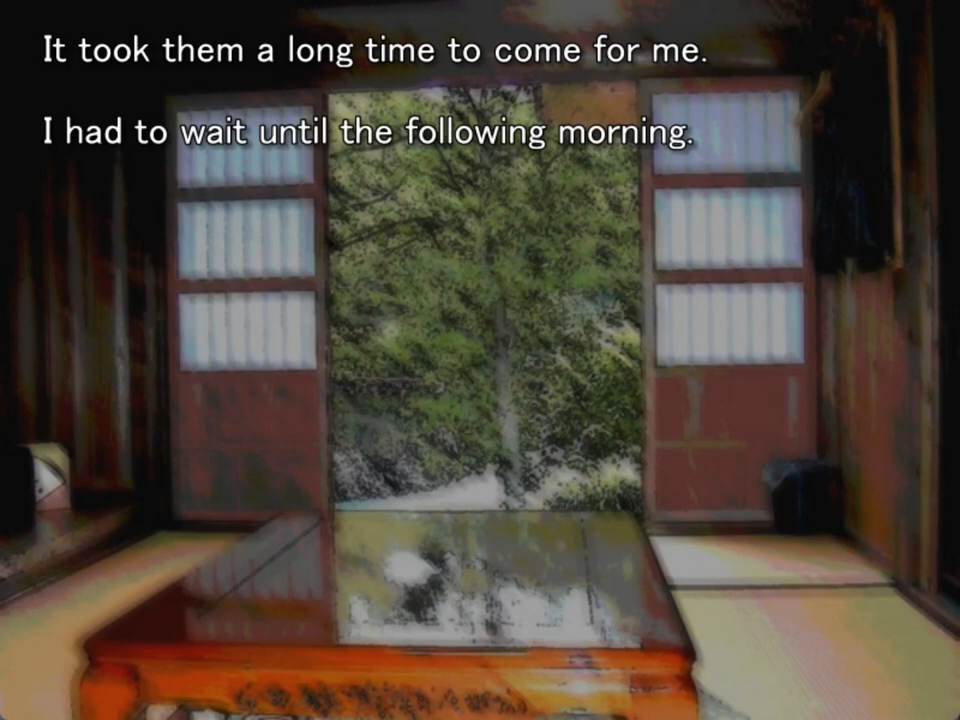 It took them a long time to come for me.
I had to wait until the following morning.